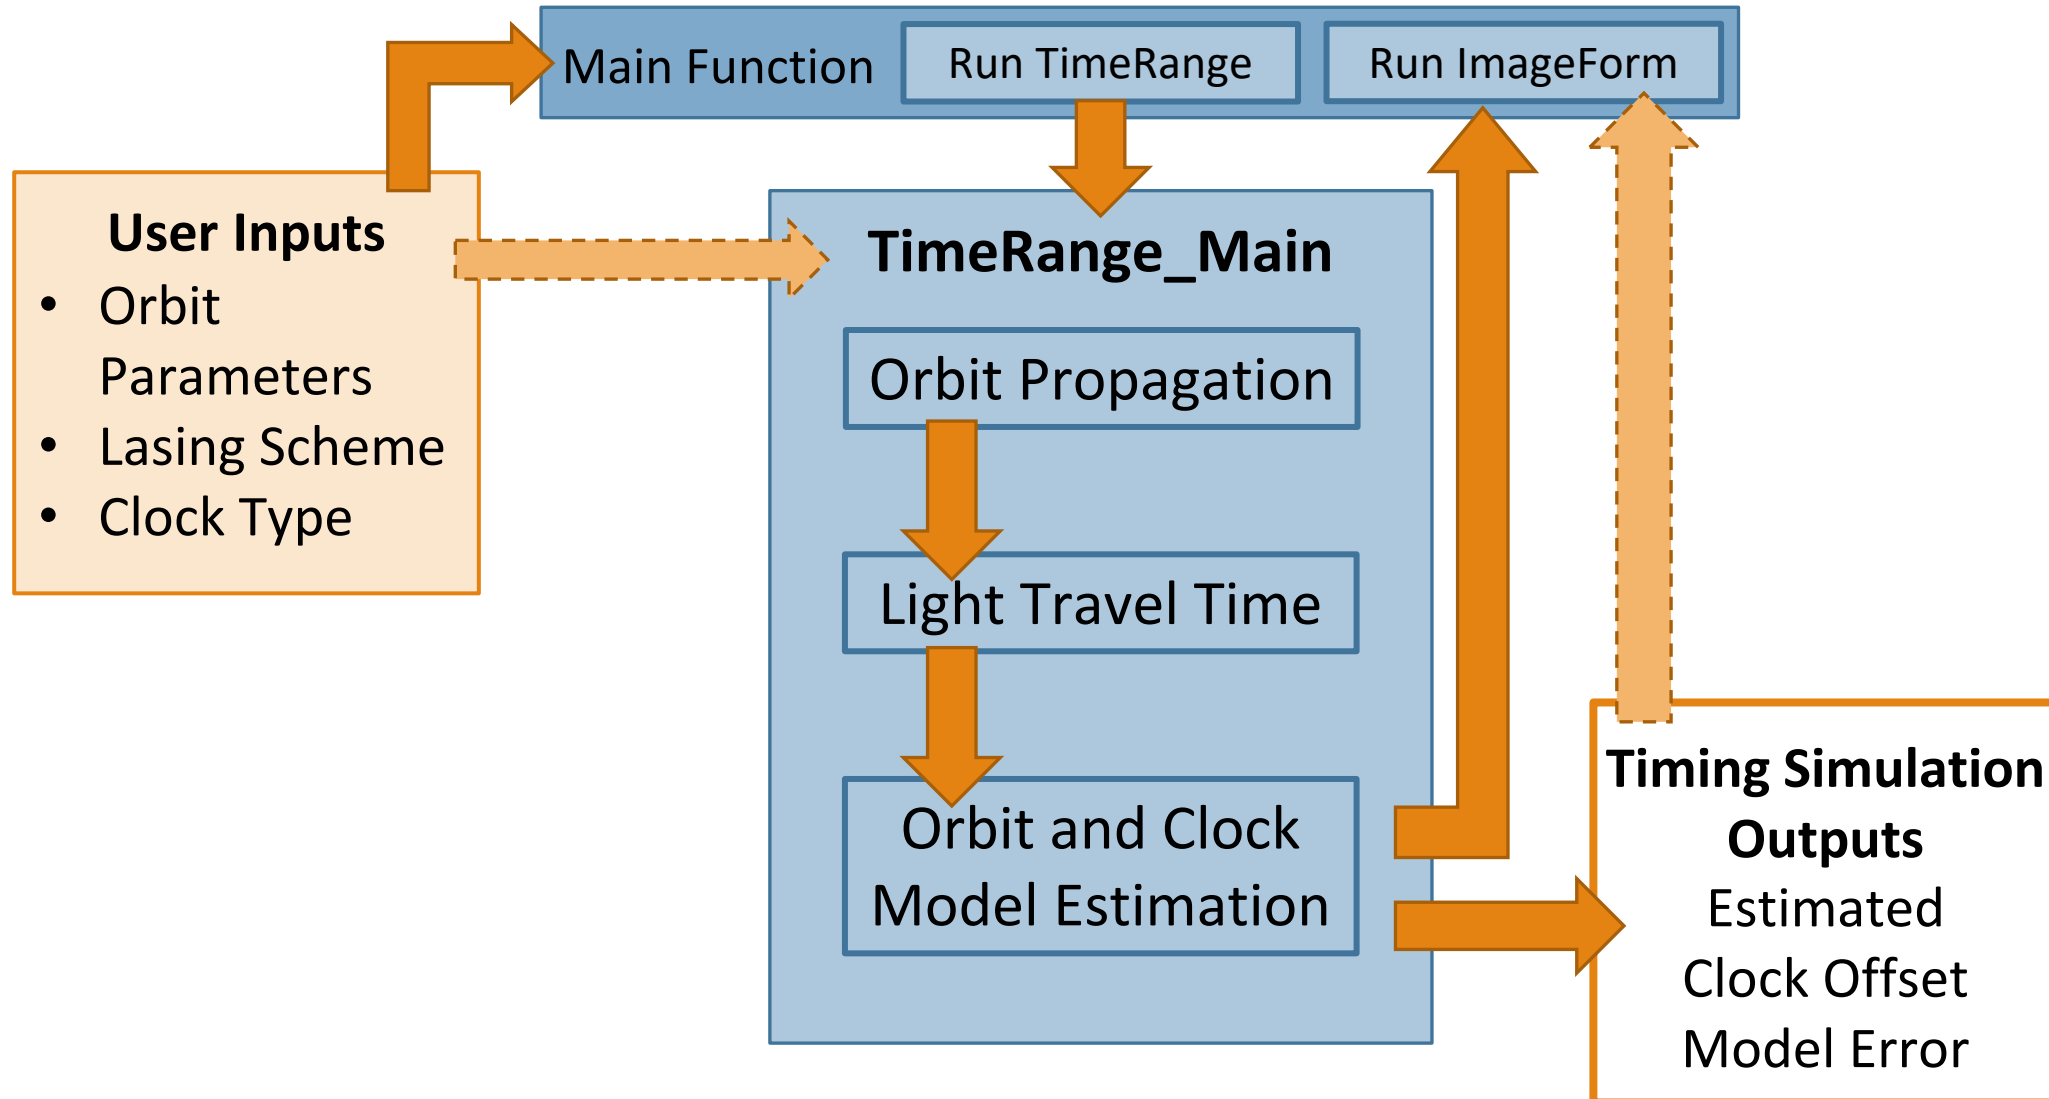 Main Function
Run TimeRange
Run ImageForm
User Inputs
• Orbit
Parameters
• Lasing Scheme
• Clock Type
TimeRange_Main
Orbit Propagation
Light Travel Time
Orbit and Clock
Model Estimation
Timing Simulation
Outputs
Estimated
Clock Offset
Model Error